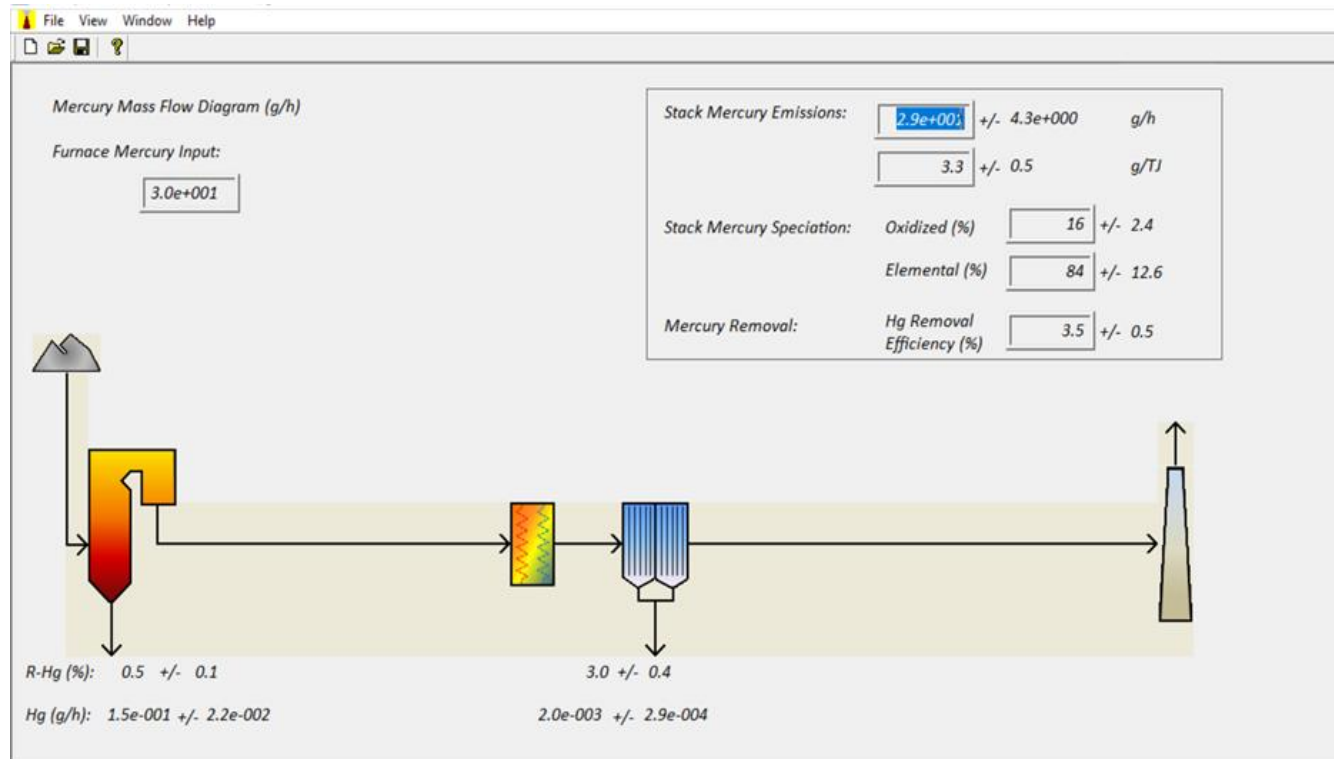 File View Window Help
Mercury Mass Flow Diagram (g/h)
Furnace Mercury Input:
3.0e+001
Stack Mercury Emissions: 2.9e+001 +/- 4.3e+000 g/h
3.3 +/- 0.5 g/TJ
Stack Mercury Speciation: Oxidized (%) 16 +/- 2.4
Elemental (%) 84 +/- 12.6
Mercury Removal: Hg Removal
Efficiency (%) 3.5 +/- 0.5
R-Hg (%): 0.5 +/- 0.1 3.0 +/- 0.4
Hg (g/h): 1.5e-001 +/- 2.2e-002 2.0e-003 +/- 2.9e-004